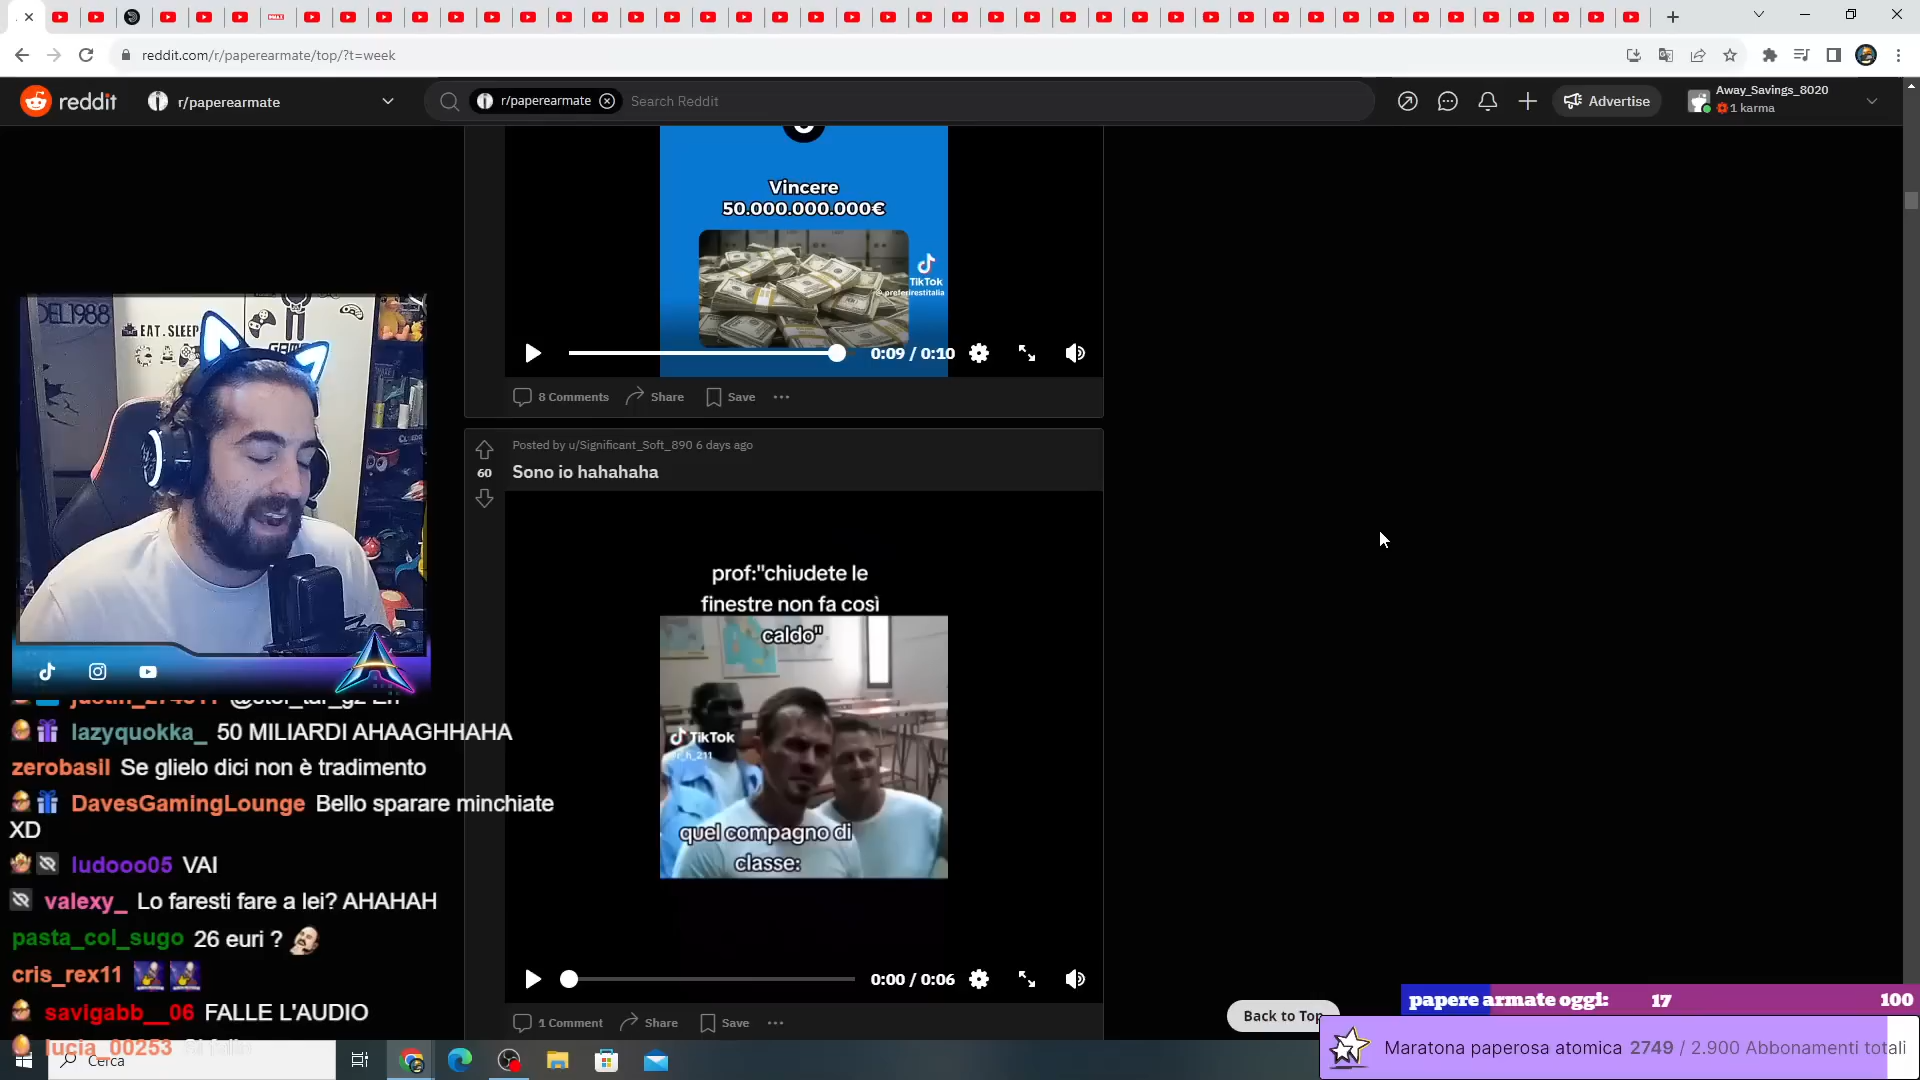 reddit.com/r/paperearmate/top/?t=week
reddit
r/paperearmate
r/paperearmate
Search Reddit
Advertise
Away_Savings_8020
1 karma
Vincere
50.000.000.000€
TikTok
@.preferirestitalia
0:09 / 0:10
8 Comments
Share
Save
Posted by u/Significant_Soft_890 6 days ago
60
Sono io hahahaha
prof:"chiudete le
finestre non fa così
caldo"
TikTok
quel compagno di
classe:
0:00 / 0:06
1 Comment
Share
Save
Back to Top
DEL1988
EAT.SLEEP
lazyquokka_ 50 MILIARDI AHAAGHHAHA
zerobasil Se glielo dici non è tradimento
DavesGamingLounge Bello sparare minchiate
XD
ludooo05 VAI
valexy_ Lo faresti fare a lei? AHAHAH
pasta_col_sugo 26 euri ?
cris_rex11
savigabb__06 FALLE L'AUDIO
lucia_00253
Cerca
papere armate oggi: 17 100
Maratona paperosa atomica 2749 / 2.900 Abbonamenti totali